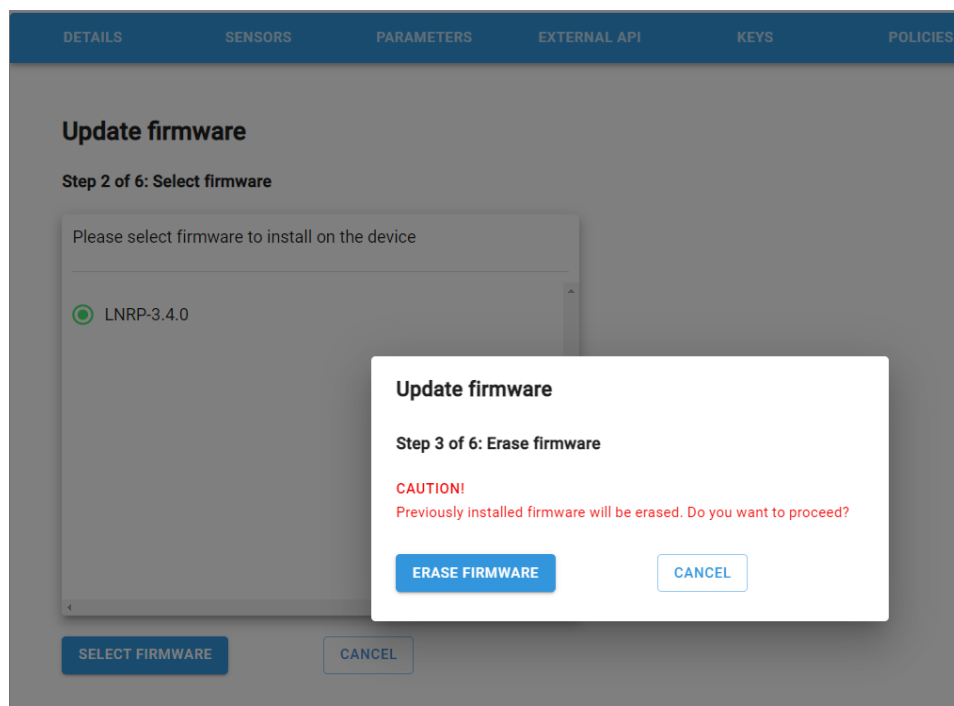 DETAILS SENSORS PARAMETERS EXTERNAL API KEYS POLICIES
Update firmware
Step 2 of 6: Select firmware
Please select firmware to install on the device
LNRP-3.4.0
Update firmware
Step 3 of 6: Erase firmware
CAUTION!
Previously installed firmware will be erased. Do you want to proceed?
ERASE FIRMWARE CANCEL
SELECT FIRMWARE CANCEL